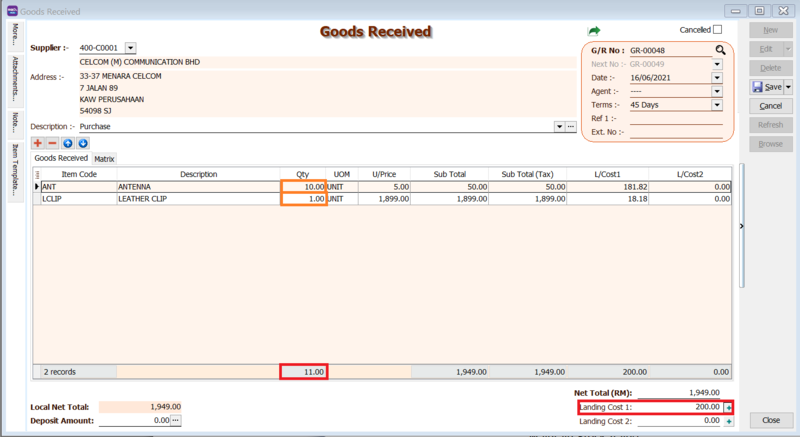 Goods Received
More...
Attachments...
Note...
Item Template...
Goods Received
Cancelled
Supplier :- 400-C0001
CELCOM (M) COMMUNICATION BHD
Address :- 33-37 MENARA CELCOM
7 JALAN 89
KAW PERUSAHAAN
54098 SJ
Description :- Purchase
G/R No : GR-00048
Next No :- GR-00049
Date :- 16/06/2021
Agent :- ----
Terms :- 45 Days
Ref 1 :-
Ext. No :-
New
Edit
Delete
Save
Cancel
Refresh
Browse
Goods Received Matrix
Item Code Description Qty UOM U/Price Sub Total Sub Total (Tax) L/Cost1 L/Cost2
ANT ANTENNA 10.00 UNIT 5.00 50.00 50.00 181.82 0.00
LCLIP LEATHER CLIP 1.00 UNIT 1,899.00 1,899.00 1,899.00 18.18 0.00
2 records 11.00 1,949.00 1,949.00 200.00 0.00
Net Total (RM): 1,949.00
Local Net Total: 1,949.00 Landing Cost 1: 200.00
Deposit Amount: 0.00 Landing Cost 2: 0.00
Close